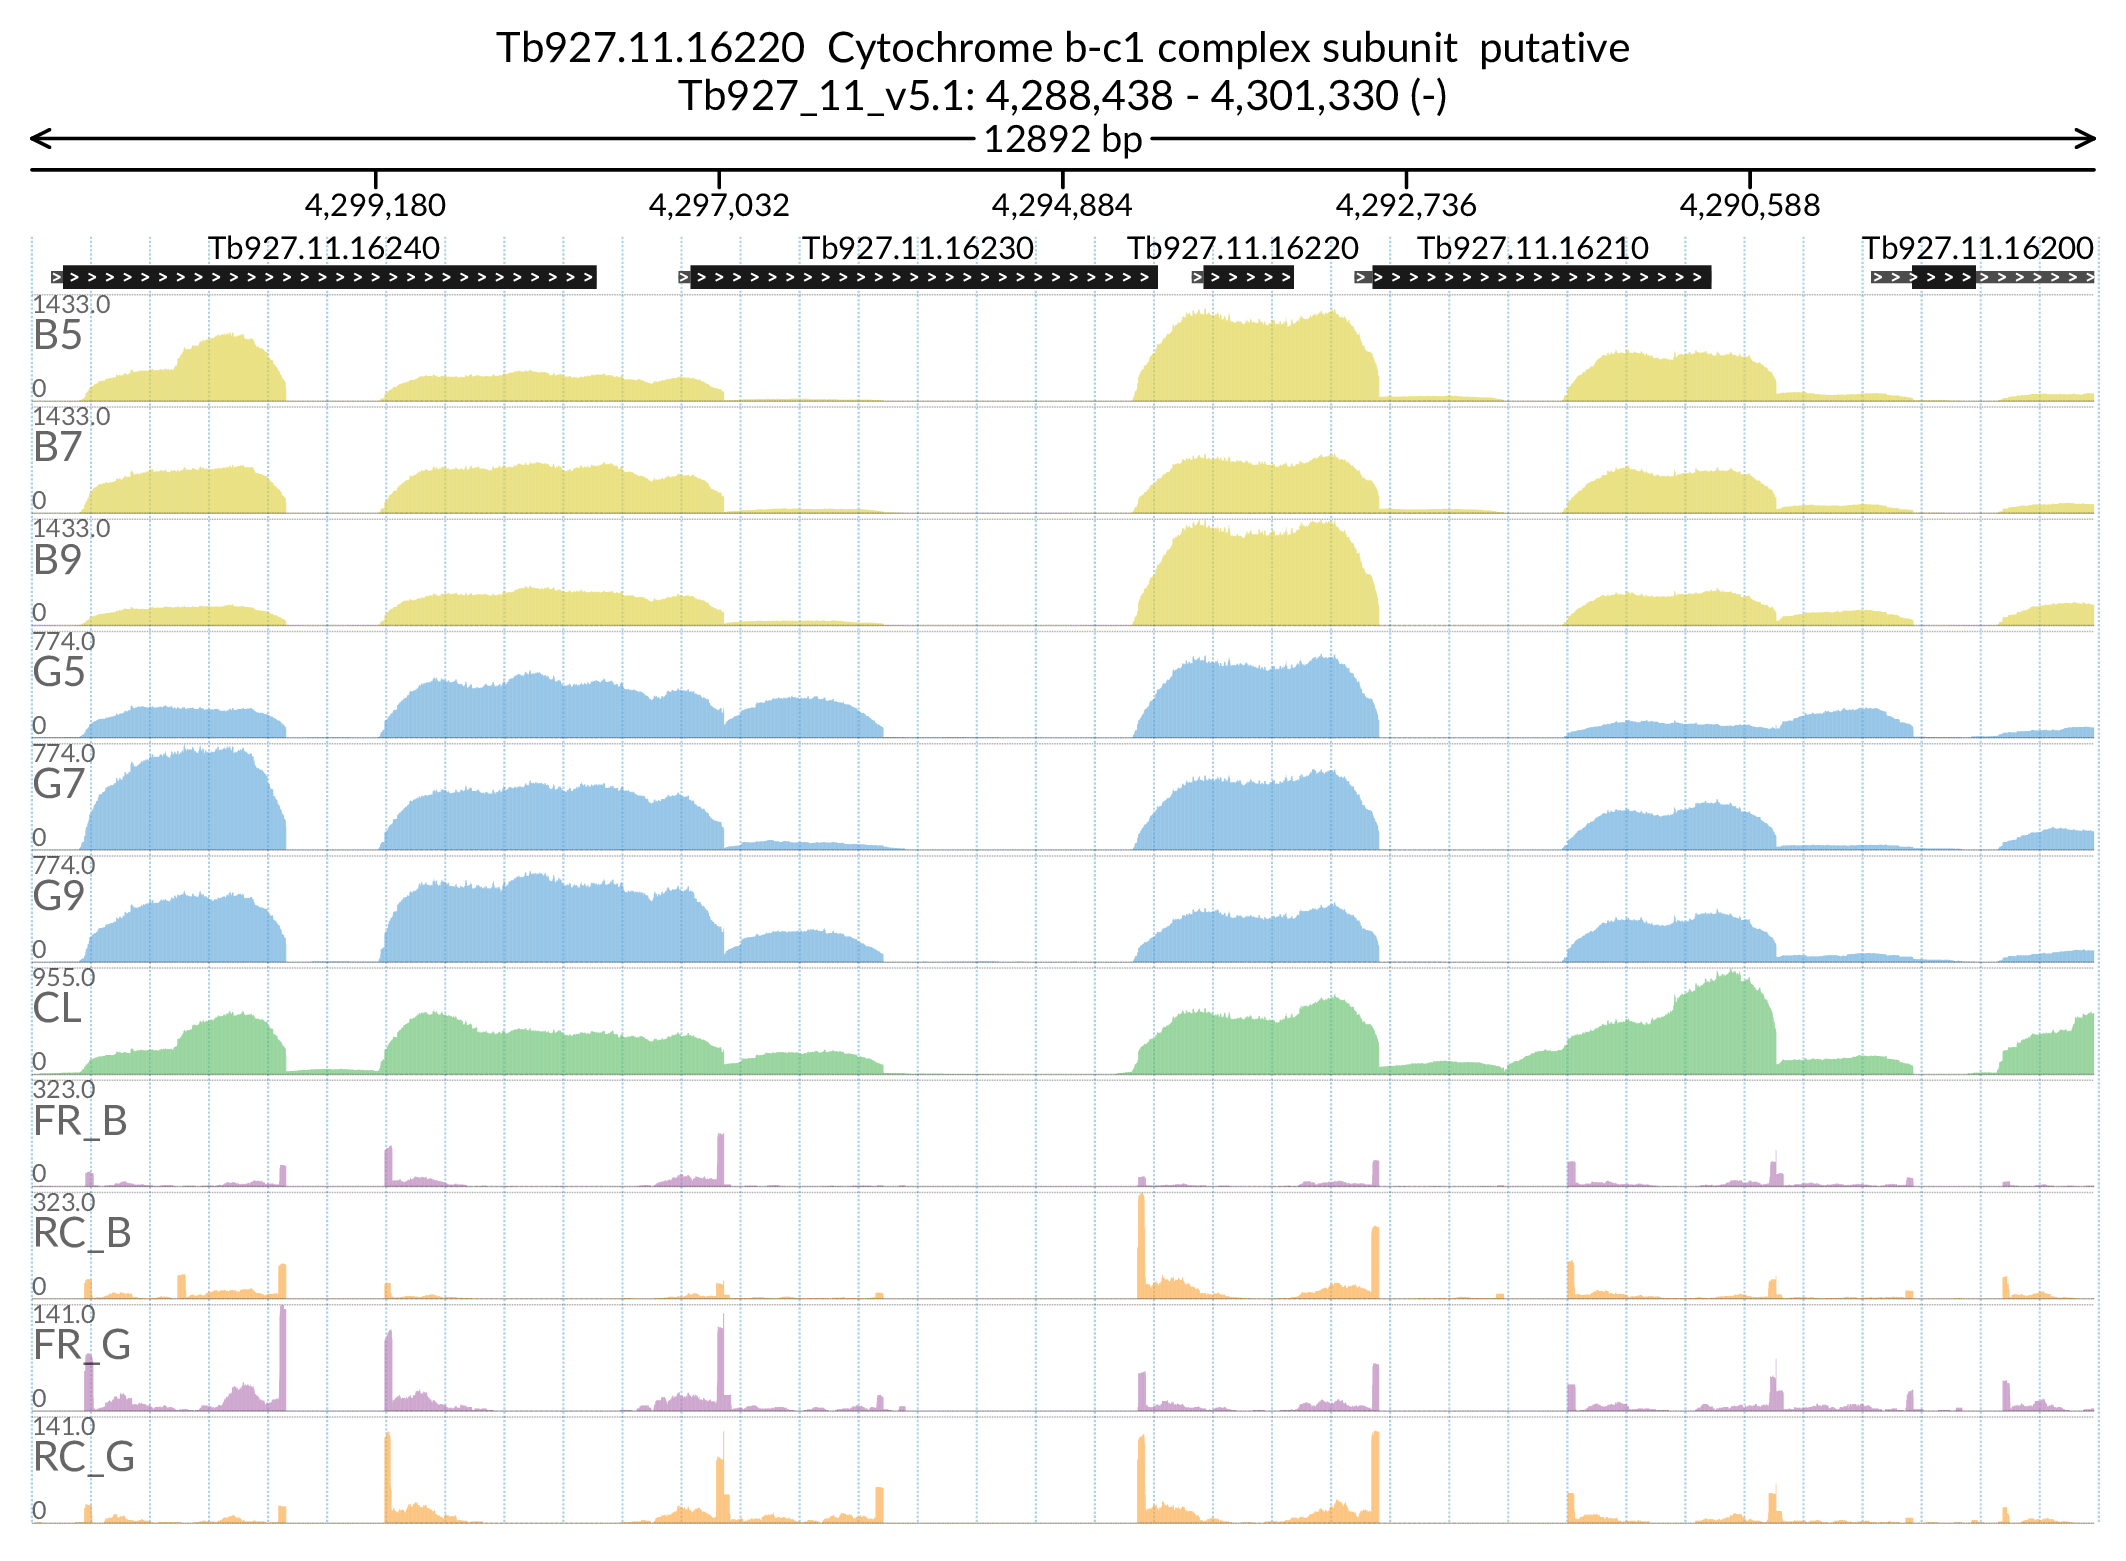 Tb927.11.16220  Cytochrome b-c1 complex subunit  putative
Tb927_11_v5.1: 4,288,438 - 4,301,330 (-)
12892 bp
4,299,180 4,297,032 4,294,884 4,292,736 4,290,588
Tb927.11.16240 Tb927.11.16230 Tb927.11.16220 Tb927.11.16210 Tb927.11.16200
1433.0
B5
0
1433.0
B7
0
1433.0
B9
0
774.0
G5
0
774.0
G7
0
774.0
G9
0
955.0
CL
0
323.0
FR_B
0
323.0
RC_B
0
141.0
FR_G
0
141.0
RC_G
0